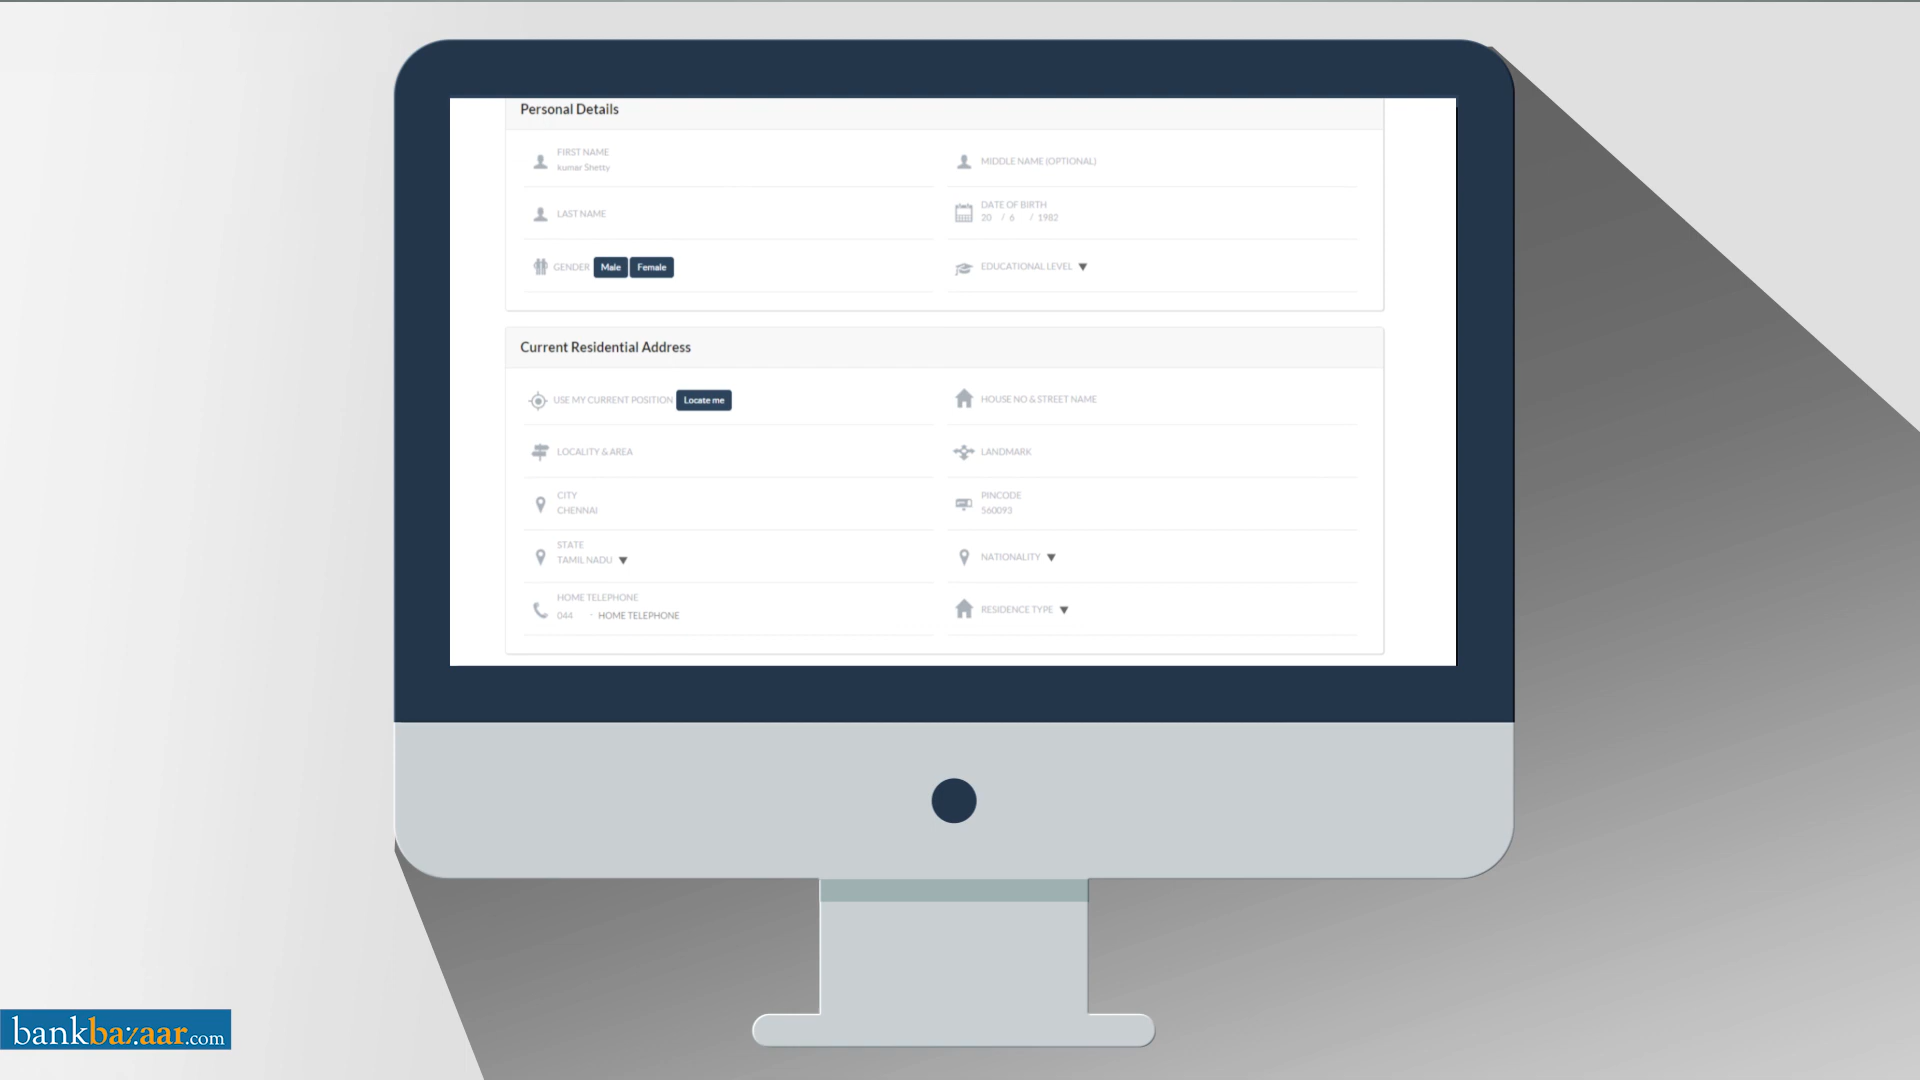 Personal Details
FIRST NAME
kumar Shetty
MIDDLE NAME (OPTIONAL)
LAST NAME
DATE OF BIRTH
20 / 6 / 1982
GENDER Male Female
EDUCATIONAL LEVEL
Current Residential Address
USE MY CURRENT POSITION Locate me
HOUSE NO & STREET NAME
LOCALITY & AREA
LANDMARK
CITY
CHENNAI
PINCODE
560093
STATE
TAMIL NADU
NATIONALITY
HOME TELEPHONE
044 - HOME TELEPHONE
RESIDENCE TYPE
bankbazaar.com